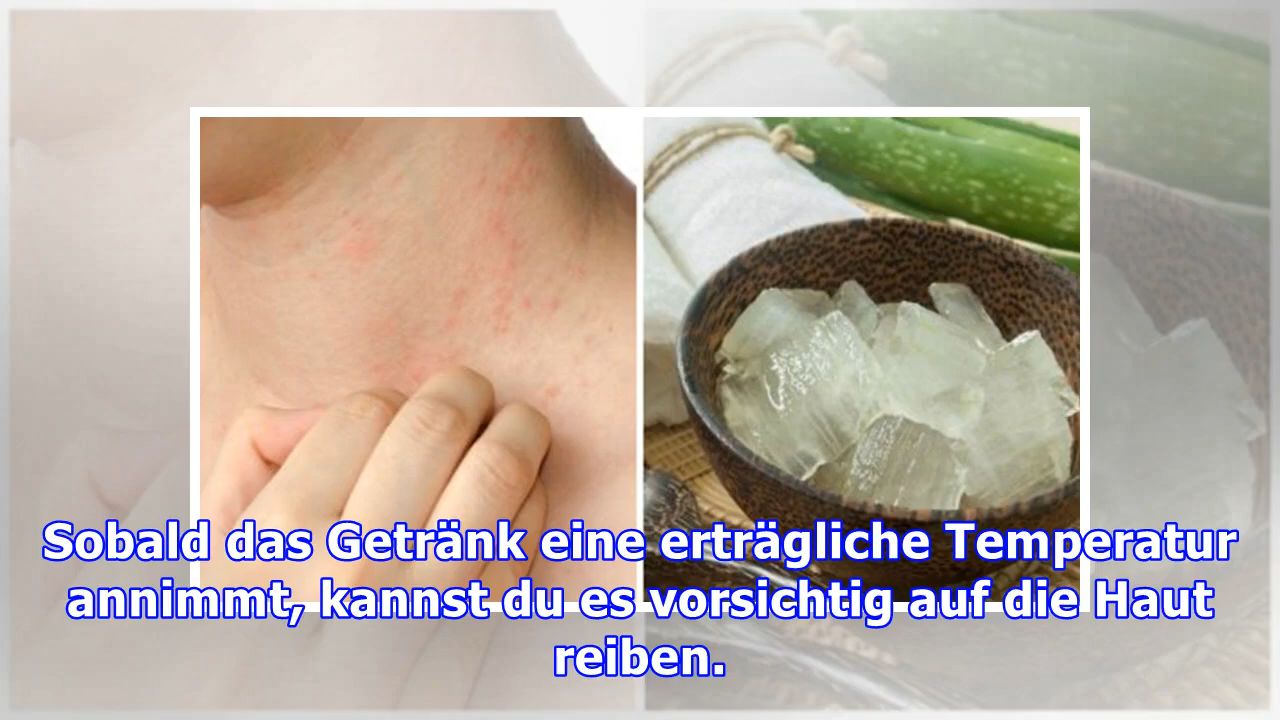 Sobald das Getränk eine erträgliche Temperatur
annimmt, kannst du es vorsichtig auf die Haut
reiben.